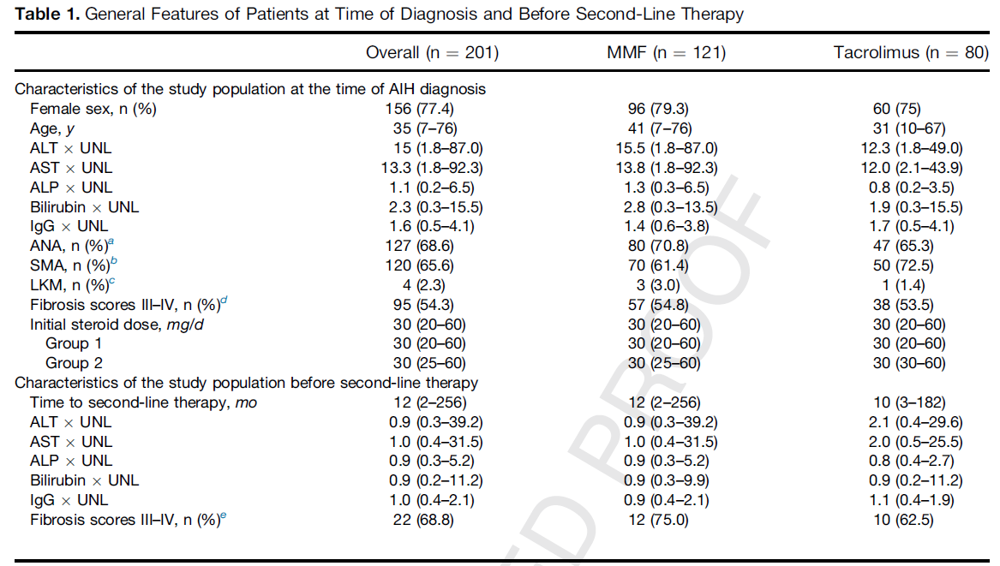 Table 1. General Features of Patients at Time of Diagnosis and Before Second-Line Therapy
Overall (n = 201) MMF (n = 121) Tacrolimus (n = 80)
Characteristics of the study population at the time of AIH diagnosis
Female sex, n (%) 156 (77.4) 96 (79.3) 60 (75)
Age, y 35 (7–76) 41 (7–76) 31 (10–67)
ALT × UNL 15 (1.8–87.0) 15.5 (1.8–87.0) 12.3 (1.8–49.0)
AST × UNL 13.3 (1.8–92.3) 13.8 (1.8–92.3) 12.0 (2.1–43.9)
ALP × UNL 1.1 (0.2–6.5) 1.3 (0.3–6.5) 0.8 (0.2–3.5)
Bilirubin × UNL 2.3 (0.3–15.5) 2.8 (0.3–13.5) 1.9 (0.3–15.5)
IgG × UNL 1.6 (0.5–4.1) 1.4 (0.6–3.8) 1.7 (0.5–4.1)
ANA, n (%)a 127 (68.6) 80 (70.8) 47 (65.3)
SMA, n (%)b 120 (65.6) 70 (61.4) 50 (72.5)
LKM, n (%)c 4 (2.3) 3 (3.0) 1 (1.4)
Fibrosis scores III–IV, n (%)d 95 (54.3) 57 (54.8) 38 (53.5)
Initial steroid dose, mg/d 30 (20–60) 30 (20–60) 30 (20–60)
Group 1 30 (20–60) 30 (20–60) 30 (20–60)
Group 2 30 (25–60) 30 (25–60) 30 (30–60)
Characteristics of the study population before second-line therapy
Time to second-line therapy, mo 12 (2–256) 12 (2–256) 10 (3–182)
ALT × UNL 0.9 (0.3–39.2) 0.9 (0.3–39.2) 2.1 (0.4–29.6)
AST × UNL 1.0 (0.4–31.5) 1.0 (0.4–31.5) 2.0 (0.5–25.5)
ALP × UNL 0.9 (0.3–5.2) 0.9 (0.3–5.2) 0.8 (0.4–2.7)
Bilirubin × UNL 0.9 (0.2–11.2) 0.9 (0.3–9.9) 0.9 (0.2–11.2)
IgG × UNL 1.0 (0.4–2.1) 0.9 (0.4–2.1) 1.1 (0.4–1.9)
Fibrosis scores III–IV, n (%)e 22 (68.8) 12 (75.0) 10 (62.5)
ED PROOF